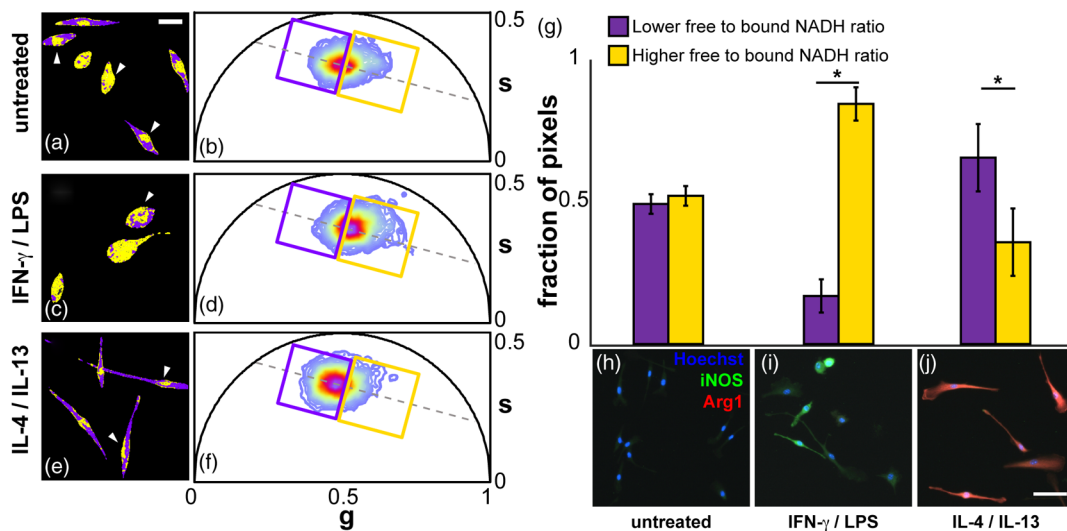 untreated
(a)
(b)
0.5
s
0
IFN-γ / LPS
(c)
(d)
0.5
s
0
IL-4 / IL-13
(e)
(f)
0.5
s
0
0
0.5
1
g
(g)
Lower free to bound NADH ratio
Higher free to bound NADH ratio
fraction of pixels
1
0.5
0
*
*
(h)
Hoechst
iNOS
Arg1
(i)
(j)
untreated
IFN-γ / LPS
IL-4 / IL-13